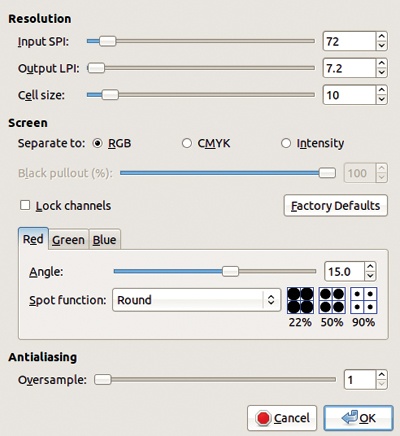 Resolution
Input SPI: 72
Output LPI: 7.2
Cell size: 10
Screen
Separate to: RGB CMYK Intensity
Black pullout (%): 100
Lock channels Factory Defaults
Red Green Blue
Angle: 15.0
Spot function: Round
22% 50% 90%
Antialiasing
Oversample: 1
Cancel OK